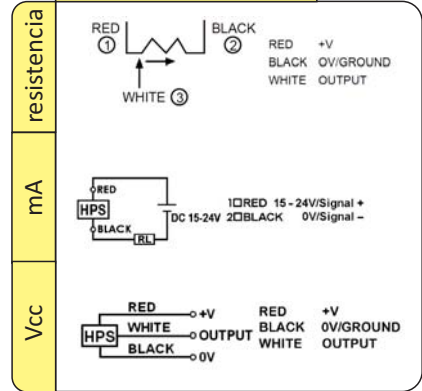 resistencia
RED
①
BLACK
②
WHITE ③
RED +V
BLACK 0V/GROUND
WHITE OUTPUT
mA
RED
HPS
BLACK
RL
DC 15-24V
1□RED 15-24V/Signal +
2□BLACK 0V/Signal –
Vcc
HPS
RED +V
WHITE OUTPUT
BLACK 0V
RED +V
BLACK 0V/GROUND
WHITE OUTPUT